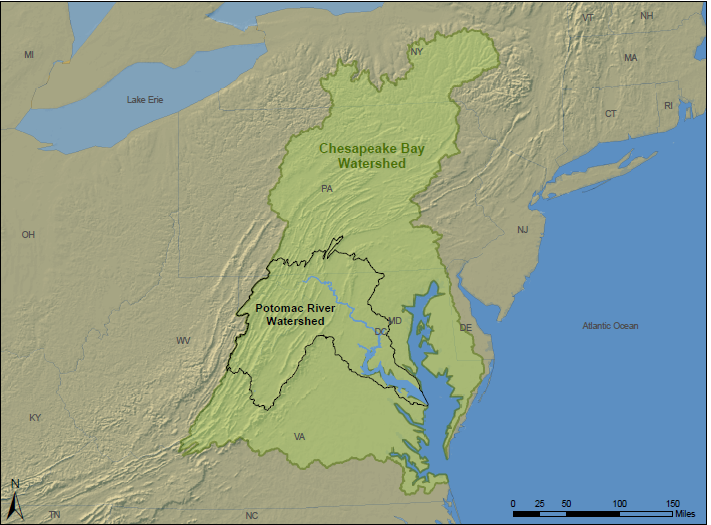 VT
NH
NY
MI
MA
Lake Erie
CT
RI
Chesapeake Bay
Watershed
PA
NJ
OH
Potomac River
Watershed
MD
DE
DC
Atlantic Ocean
WV
KY
VA
N
TN
NC
0 25 50 100 150
Miles